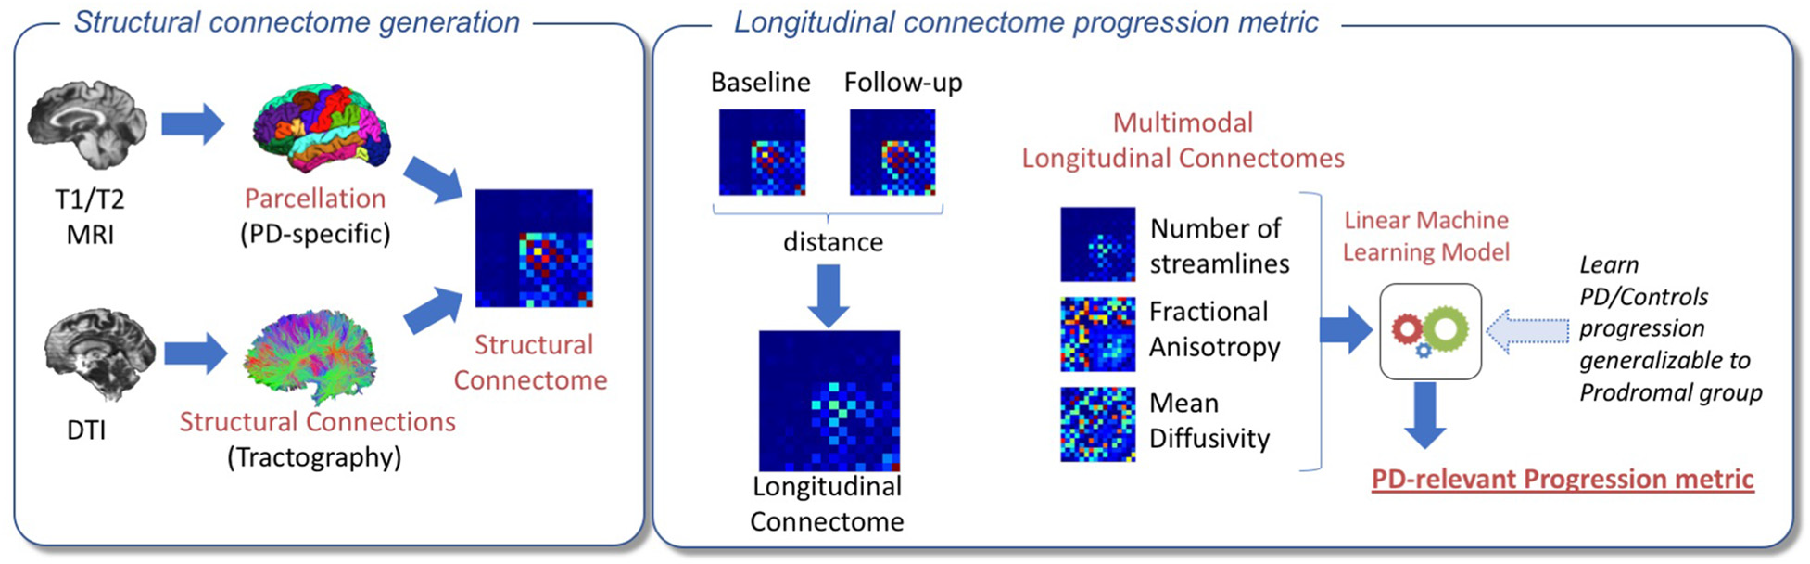 Structural connectome generation
T1/T2
MRI
Parcellation
(PD-specific)
DTI
Structural Connections
(Tractography)
Structural
Connectome
Longitudinal connectome progression metric
Baseline
Follow-up
distance
Longitudinal
Connectome
Multimodal
Longitudinal Connectomes
Number of
streamlines
Fractional
Anisotropy
Mean
Diffusivity
Linear Machine
Learning Model
Learn
PD/Controls
progression
generalizable to
Prodromal group
PD-relevant Progression metric